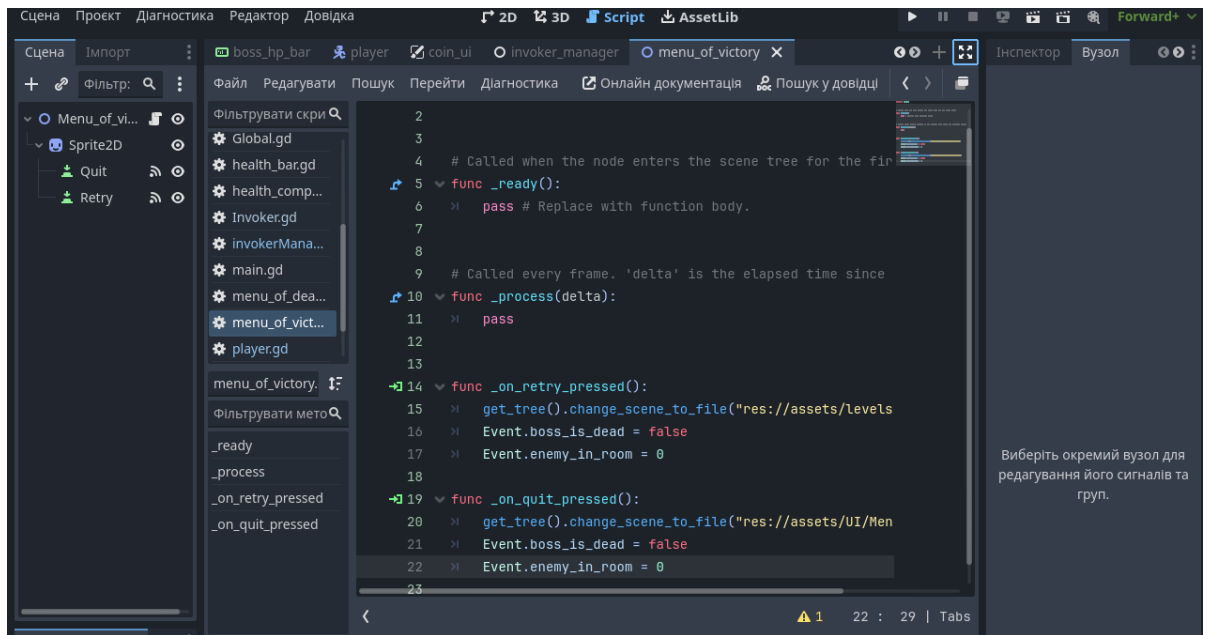 Сцена Проєкт Діагностика Редактор Довідка 2D 3D Script AssetLib Forward+
Сцена Імпорт boss_hp_bar player coin_ui invoker_manager menu_of_victory Інспектор Вузол
Фільтр: Файл Редагувати Пошук Перейти Діагностика Онлайн документація Пошук у довідці
Menu_of_vi...
Sprite2D
Quit
Retry
Фільтрувати скри
Global.gd
health_bar.gd
health_comp...
Invoker.gd
invokerMana...
main.gd
menu_of_dea...
menu_of_vict...
player.gd
menu_of_victory.
Фільтрувати мето
_ready
_process
_on_retry_pressed
_on_quit_pressed
2
3
4 # Called when the node enters the scene tree for the fir
5 func _ready():
6 pass # Replace with function body.
7
8
9 # Called every frame. 'delta' is the elapsed time since
10 func _process(delta):
11 pass
12
13
14 func _on_retry_pressed():
15 get_tree().change_scene_to_file("res://assets/levels
16 Event.boss_is_dead = false
17 Event.enemy_in_room = 0
18
19 func _on_quit_pressed():
20 get_tree().change_scene_to_file("res://assets/UI/Men
21 Event.boss_is_dead = false
22 Event.enemy_in_room = 0
23
1 22 : 29 | Tabs
Виберіть окремий вузол для
редагування його сигналів та
груп.